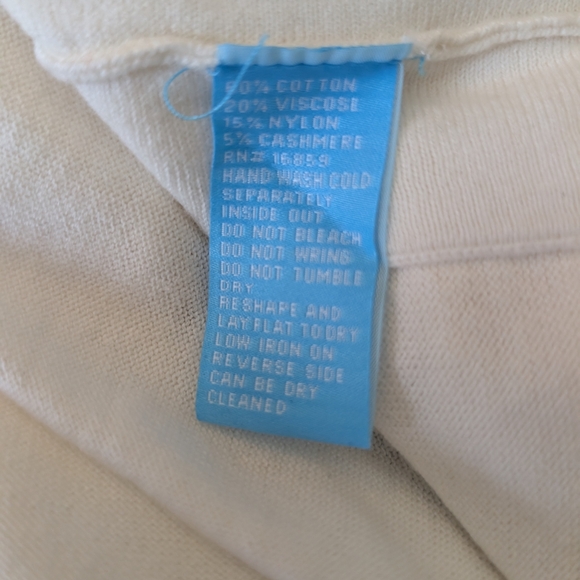 60% COTTON
20% VISCOSE
15% NYLON
5% CASHMERE
RN# 16859
HAND WASH COLD
SEPARATELY
INSIDE OUT
DO NOT BLEACH
DO NOT WRING
DO NOT TUMBLE
DRY
RESHAPE AND
LAY FLAT TO DRY
LOW IRON ON
REVERSE SIDE
CAN BE DRY
CLEANED